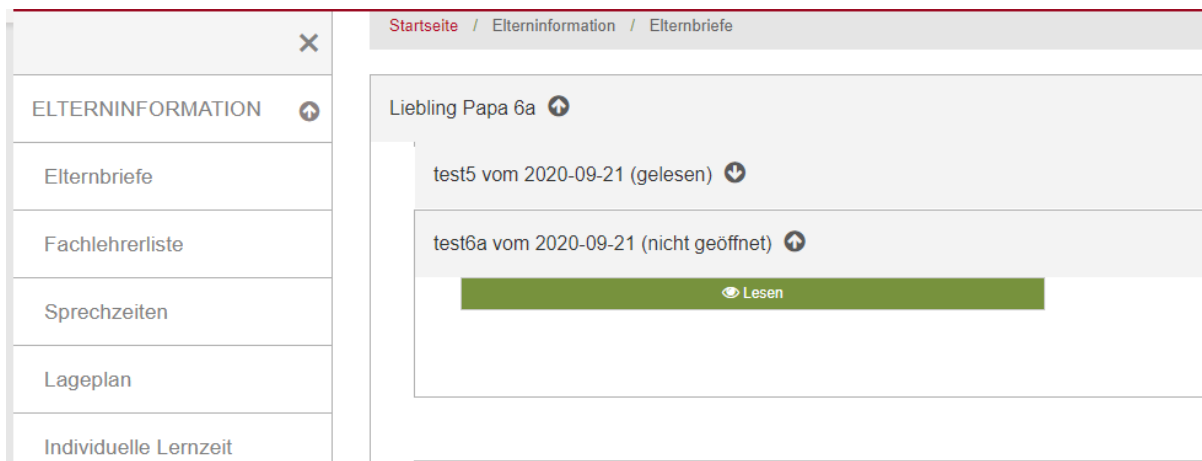 Startseite / Elterninformation / Elternbriefe
ELTERNINFORMATION
Elternbriefe
Fachlehrerliste
Sprechzeiten
Lageplan
Individuelle Lernzeit
Liebling Papa 6a
test5 vom 2020-09-21 (gelesen)
test6a vom 2020-09-21 (nicht geöffnet)
Lesen